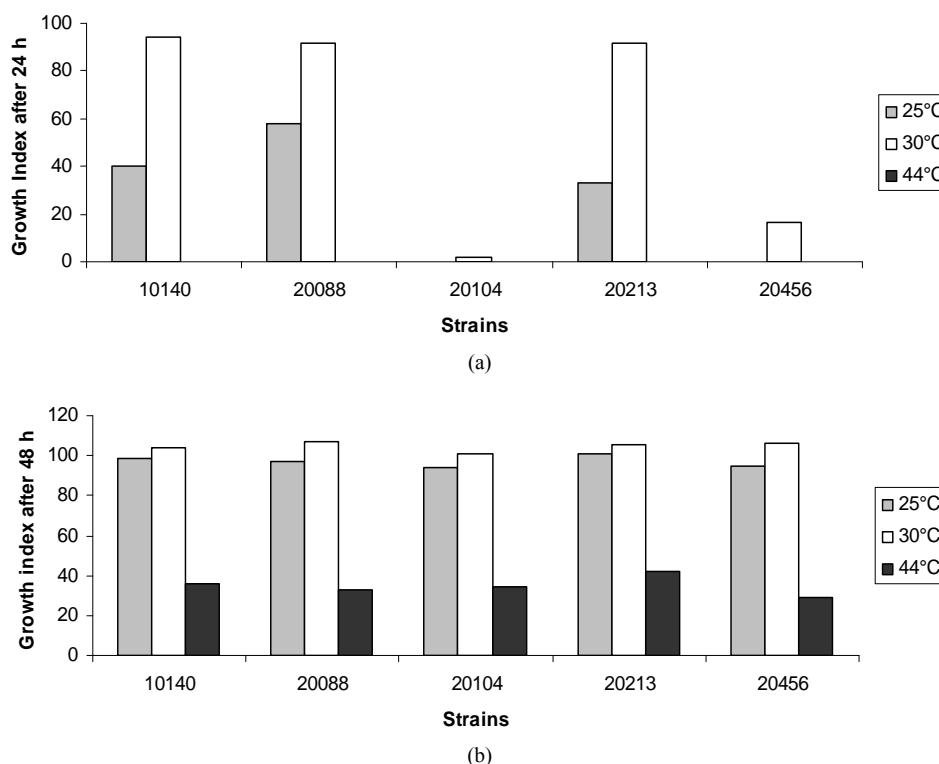 Growth Index after 24 h
100
80
60
40
20
0
10140 20088 20104 20213 20456
Strains
25°C
30°C
44°C
(a)
Growth index after 48 h
120
100
80
60
40
20
0
10140 20088 20104 20213 20456
Strains
25°C
30°C
44°C
(b)